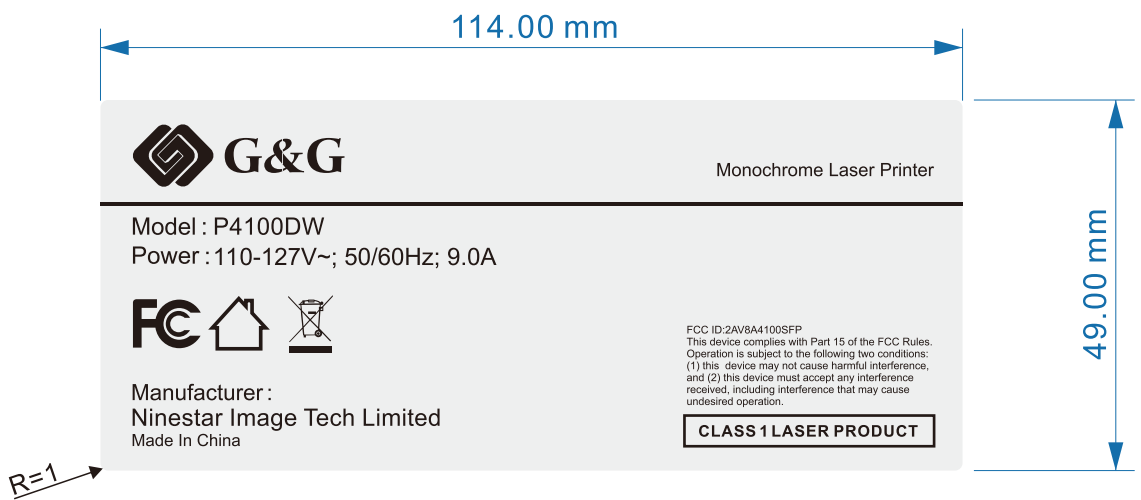 114.00 mm
G&G
Monochrome Laser Printer
Model : P4100DW
Power : 110-127V~; 50/60Hz; 9.0A
FC
FCC ID:2AV8A4100SFP
This device complies with Part 15 of the FCC Rules.
Operation is subject to the following two conditions:
(1) this device may not cause harmful interference,
and (2) this device must accept any interference
received, including interference that may cause
undesired operation.
Manufacturer :
Ninestar Image Tech Limited
Made In China
CLASS 1 LASER PRODUCT
49.00 mm
R=1